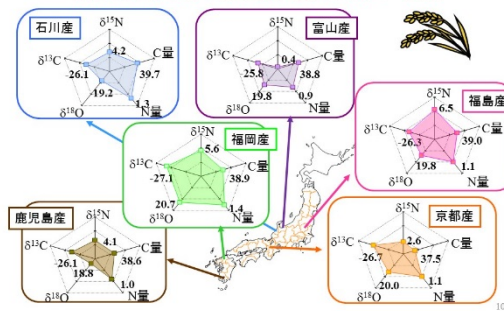 石川産
δ¹⁵N
4.2
δ¹³C
C量
-26.1
39.7
-19.2
1.3
δ¹⁸O
N量
富山産
δ¹⁵N
0.4
δ¹³C
C量
-25.8
38.8
19.8
0.9
δ¹⁸O
N量
福島産
δ¹⁵N
6.5
δ¹³C
C量
-26.3
39.0
19.8
1.1
δ¹⁸O
N量
福岡産
δ¹⁵N
5.6
δ¹³C
C量
-27.1
38.9
20.7
1.4
δ¹⁸O
N量
鹿児島産
δ¹⁵N
4.1
δ¹³C
C量
-26.1
38.6
18.8
1.0
δ¹⁸O
N量
京都産
δ¹⁵N
2.6
δ¹³C
C量
-26.7
37.5
20.0
1.1
δ¹⁸O
N量